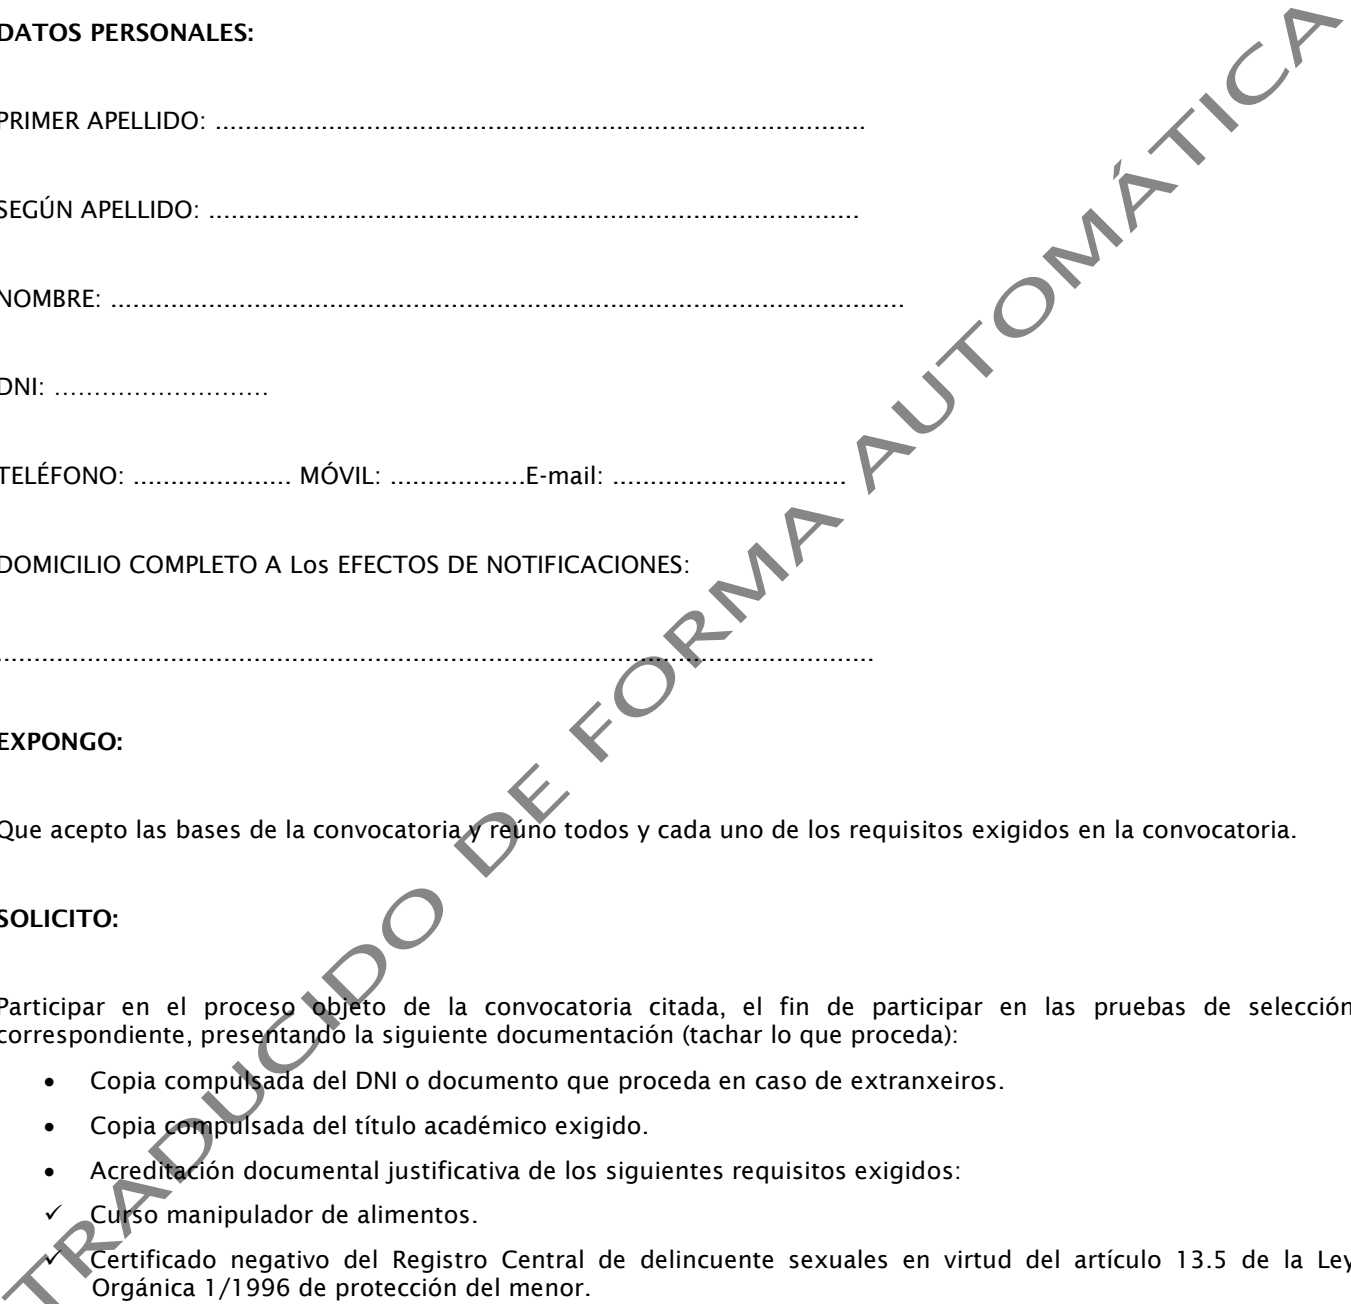 DATOS PERSONALES:
PRIMER APELLIDO: ......................................................................................
SEGÚN APELLIDO: ......................................................................................
NOMBRE: .........................................................................................................
DNI: ...........................
TELÉFONO: ..................... MÓVIL: ..................E-mail: ...............................
DOMICILIO COMPLETO A Los EFECTOS DE NOTIFICACIONES:
....................................................................................................................
EXPONGO:
Que acepto las bases de la convocatoria y reúno todos y cada uno de los requisitos exigidos en la convocatoria.
SOLICITO:
Participar en el proceso objeto de la convocatoria citada, el fin de participar en las pruebas de selección
correspondiente, presentando la siguiente documentación (tachar lo que proceda):
• Copia compulsada del DNI o documento que proceda en caso de extranxeiros.
• Copia compulsada del título académico exigido.
• Acreditación documental justificativa de los siguientes requisitos exigidos:
✓ Curso manipulador de alimentos.
✓ Certificado negativo del Registro Central de delincuente sexuales en virtud del artículo 13.5 de la Ley
Orgánica 1/1996 de protección del menor.
TRADUCIDO DE FORMA AUTOMÁTICA